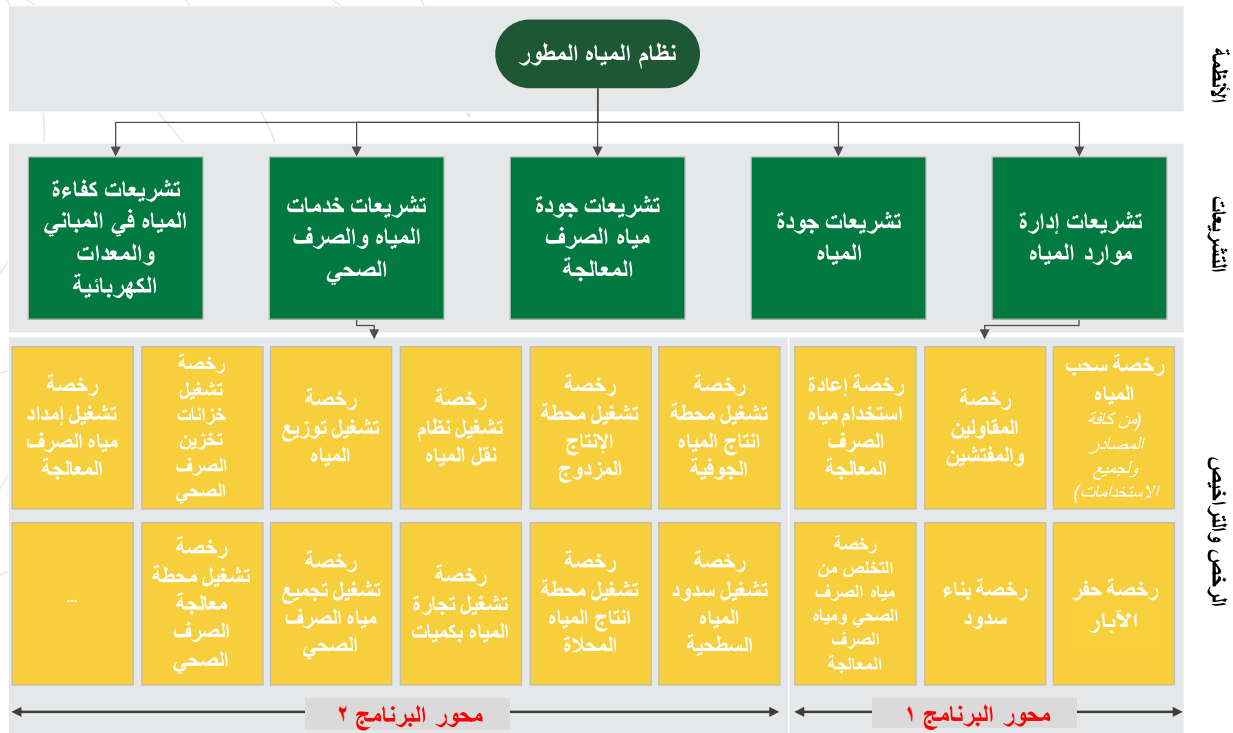 نظام المياه المطور
الأنظمة
تشريعات إدارة
موارد المياه
تشريعات جودة
المياه
تشريعات جودة
مياه الصرف
المعالجة
تشريعات خدمات
المياه والصرف
الصحي
تشريعات كفاءة
المياه في المباني
والمعدات
الكهربائية
التشريعات
رخصة سحب
المياه
(من كافة
المصادر
ولجميع
الاستخدامات)
رخصة
المقاولين
والمفتشين
رخصة إعادة
استخدام مياه
الصرف
المعالجة
رخصة
تشغيل محطة
انتاج المياه
الجوفية
رخصة
تشغيل محطة
الإنتاج
المزدوج
رخصة
تشغيل نظام
نقل المياه
رخصة
تشغيل توزيع
المياه
رخصة
تشغيل
خزانات
تخزين
الصرف
الصحي
رخصة
تشغيل إمداد
مياه الصرف
المعالجة
الرخص والتراخيص
رخصة حفر
الآبار
رخصة بناء
سدود
رخصة
التخلص من
مياه الصرف
الصحي ومياه
الصرف
المعالجة
رخصة
تشغيل سدود
المياه
السطحية
رخصة
تشغيل محطة
انتاج المياه
المحلاة
رخصة
تشغيل تجارة
المياه بكميات
رخصة
تشغيل تجميع
مياه الصرف
الصحي
رخصة
تشغيل محطة
معالجة
الصرف
الصحي
...
محور البرنامج ١
محور البرنامج ٢